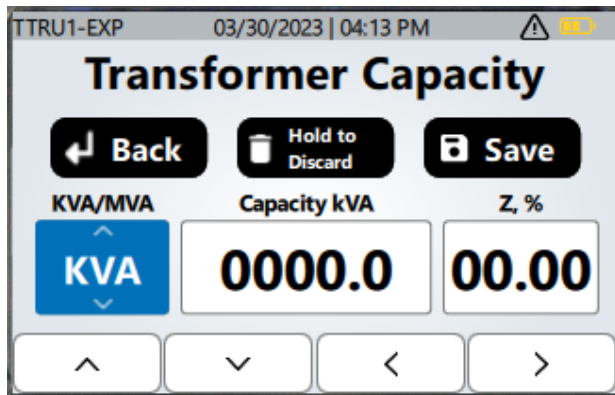 TTRU1-EXP 03/30/2023 | 04:13 PM
Transformer Capacity
Back Hold to Discard Save
KVA/MVA Capacity kVA Z, %
KVA 0000.0 00.00